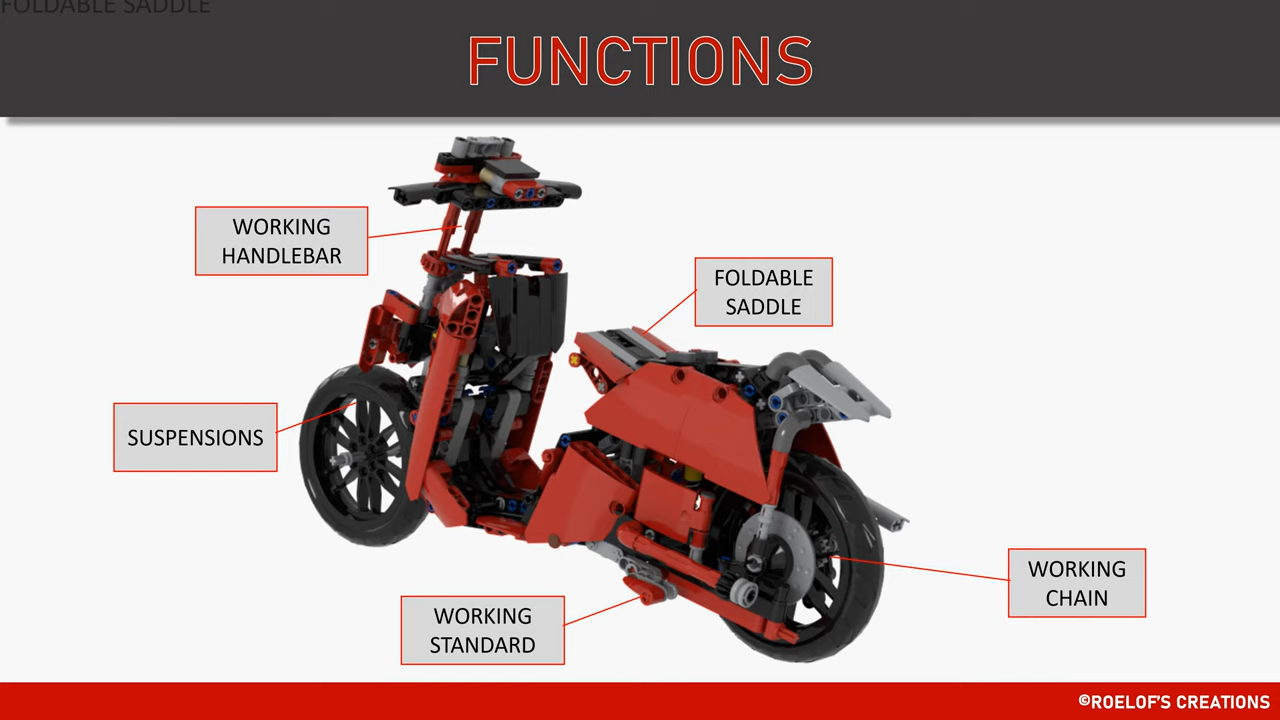 FOLDABLE SADDLE
FUNCTIONS
WORKING
HANDLEBAR
FOLDABLE
SADDLE
SUSPENSIONS
WORKING
CHAIN
WORKING
STANDARD
©ROELOF'S CREATIONS